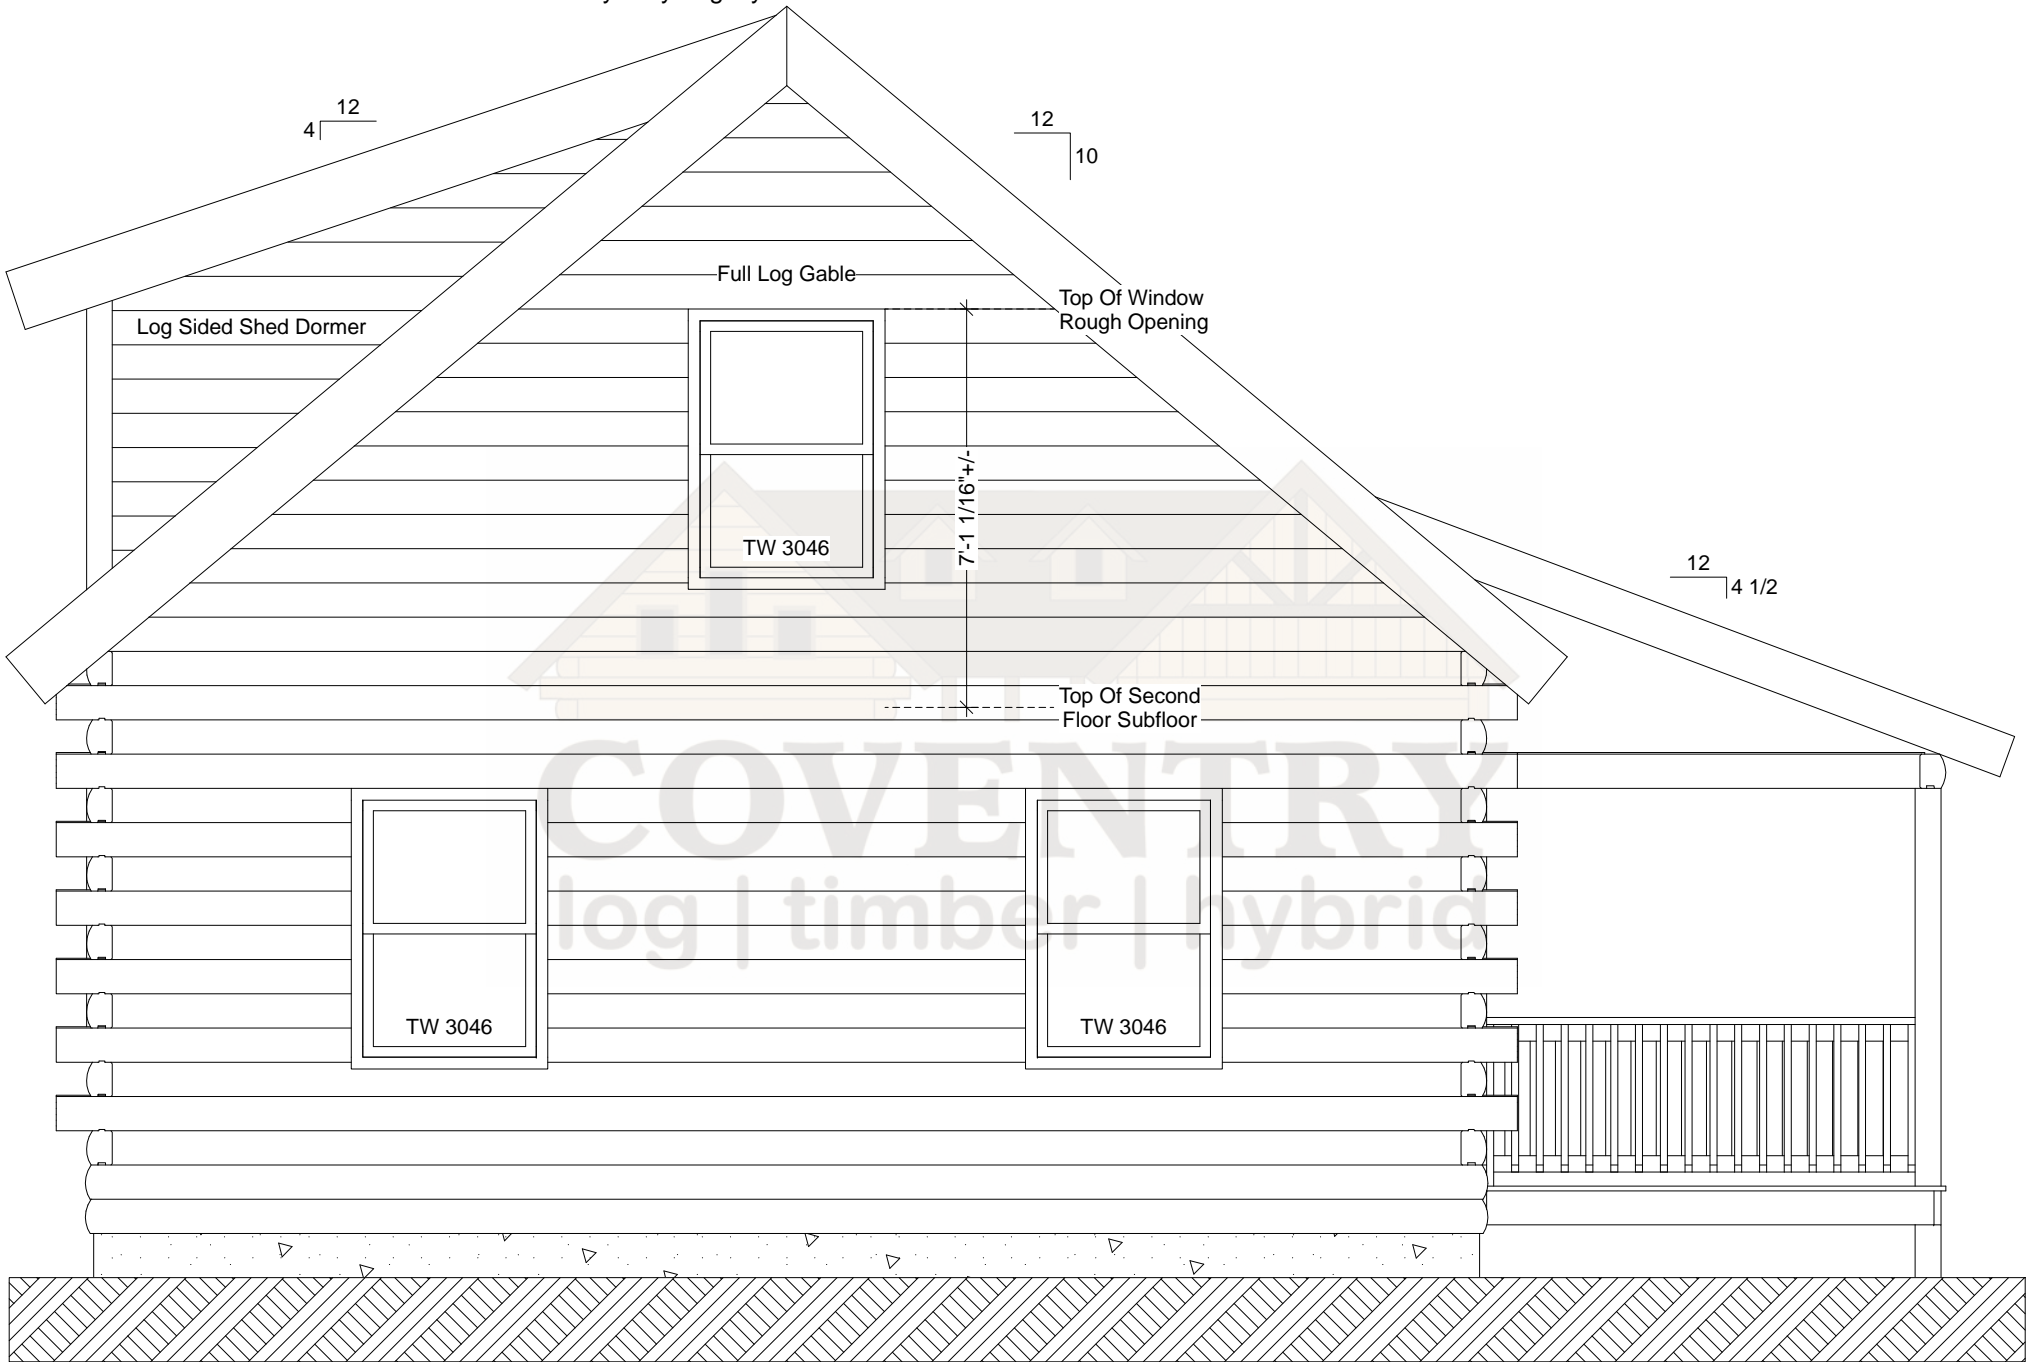 12
4
12
10
Full Log Gable
Top Of Window
Rough Opening
Log Sided Shed Dormer
7'-1 1/16"+/-
TW 3046
12
4 1/2
Top Of Second
Floor Subfloor
COVENTRY
log | timber | hybrid
TW 3046
TW 3046